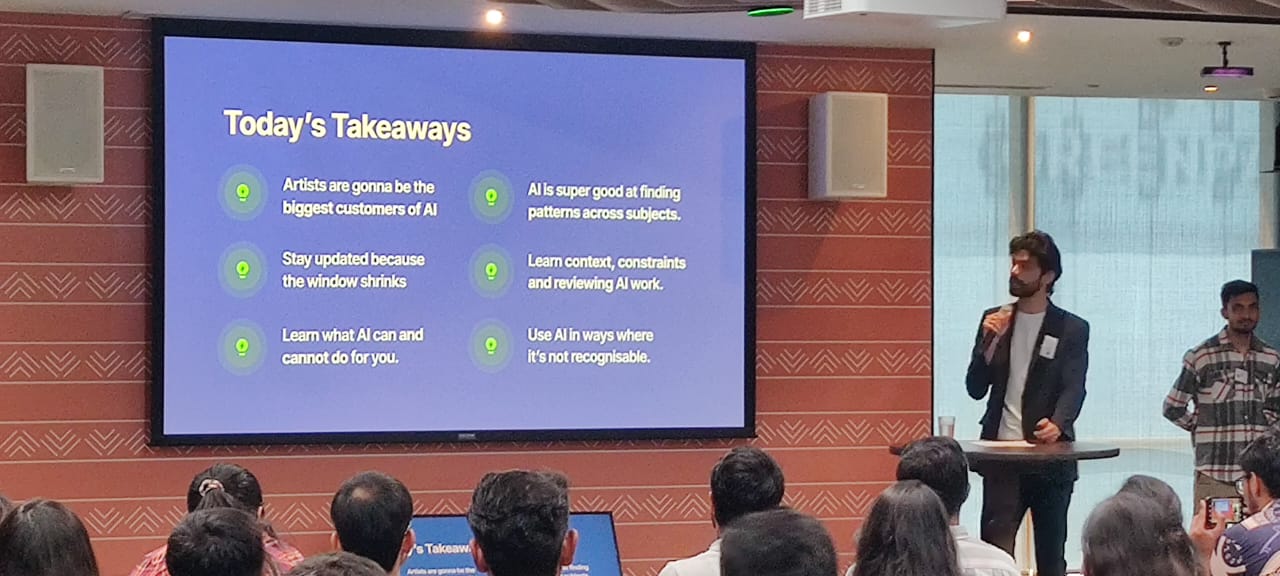 Today's Takeaways
Artists are gonna be the
biggest customers of AI
Stay updated because
the window shrinks
Learn what AI can and
cannot do for you.
AI is super good at finding
patterns across subjects.
Learn context, constraints
and reviewing AI work.
Use AI in ways where
it's not recognisable.
's Takeaw
Artists are gonna be the
finding